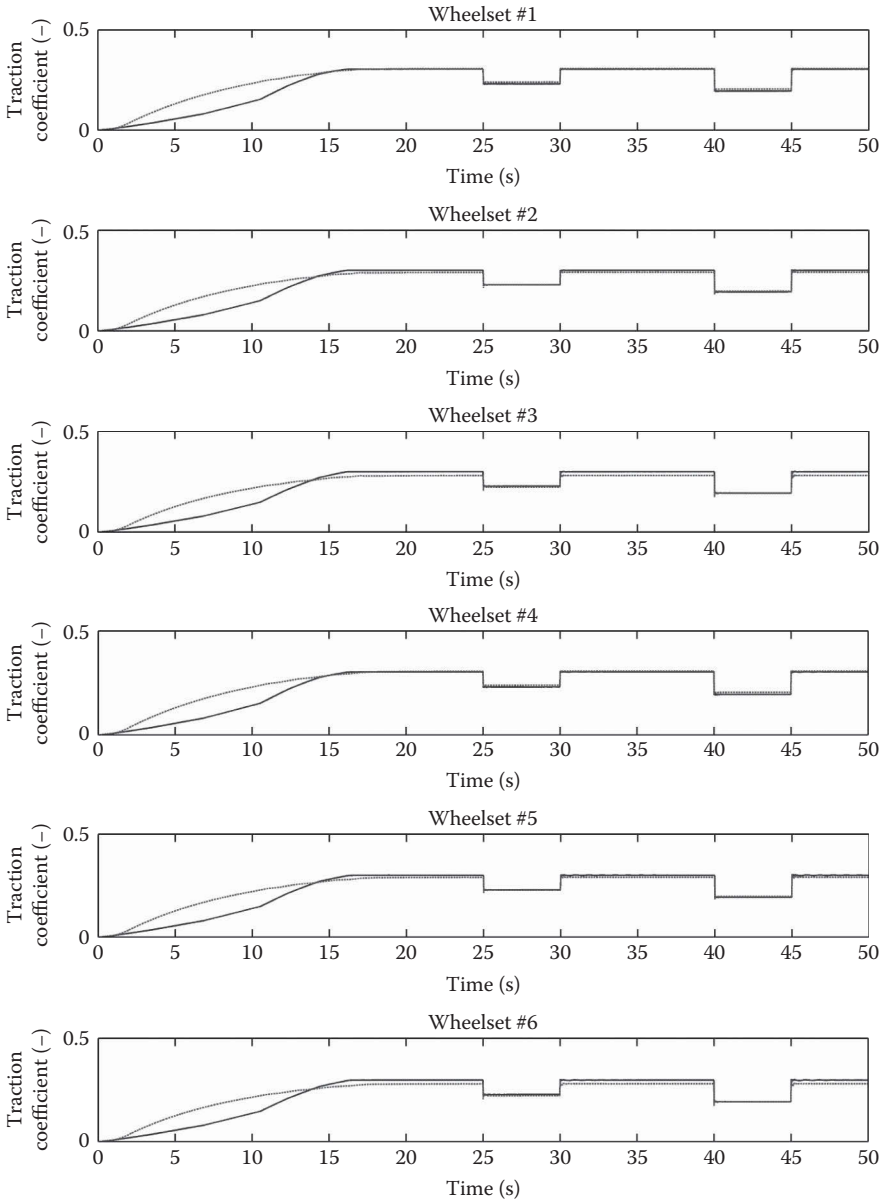 Wheelset #1
Traction
coefficient (–)
0.5
0
0 5 10 15 20 25 30 35 40 45 50
Time (s)
Wheelset #2
Traction
coefficient (–)
0.5
0
0 5 10 15 20 25 30 35 40 45 50
Time (s)
Wheelset #3
Traction
coefficient (–)
0.5
0
0 5 10 15 20 25 30 35 40 45 50
Time (s)
Wheelset #4
Traction
coefficient (–)
0.5
0
0 5 10 15 20 25 30 35 40 45 50
Time (s)
Wheelset #5
Traction
coefficient (–)
0.5
0
0 5 10 15 20 25 30 35 40 45 50
Time (s)
Wheelset #6
Traction
coefficient (–)
0.5
0
0 5 10 15 20 25 30 35 40 45 50
Time (s)